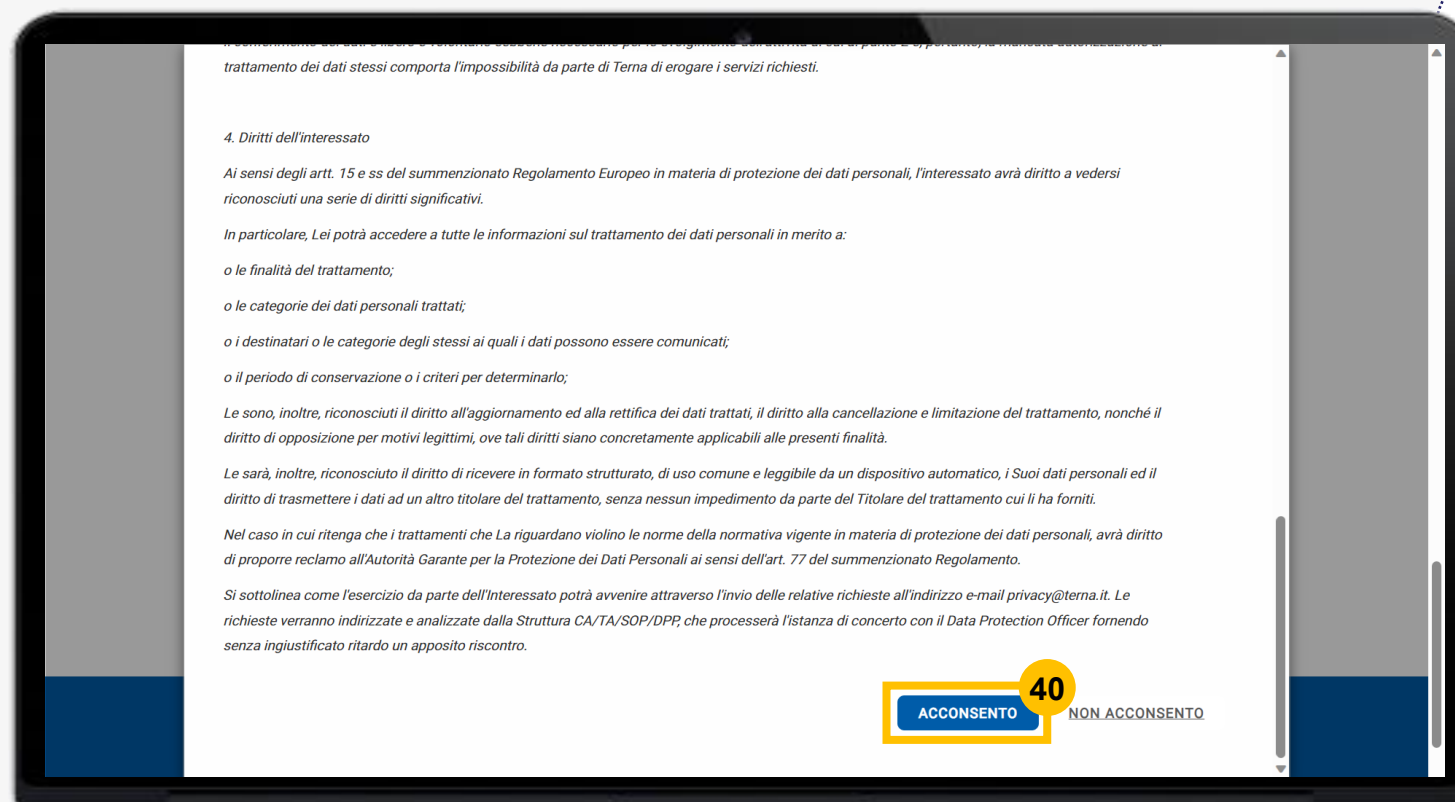 trattamento dei dati stessi comporta l'impossibilità da parte di Terna di erogare i servizi richiesti.
4. Diritti dell'interessato
Ai sensi degli artt. 15 e ss del summenzionato Regolamento Europeo in materia di protezione dei dati personali, l'interessato avrà diritto a vedersi
riconosciuti una serie di diritti significativi.
In particolare, Lei potrà accedere a tutte le informazioni sul trattamento dei dati personali in merito a:
o le finalità del trattamento;
o le categorie dei dati personali trattati;
o i destinatari o le categorie degli stessi ai quali i dati possono essere comunicati;
o il periodo di conservazione o i criteri per determinarlo;
Le sono, inoltre, riconosciuti il diritto all'aggiornamento ed alla rettifica dei dati trattati, il diritto alla cancellazione e limitazione del trattamento, nonché il
diritto di opposizione per motivi legittimi, ove tali diritti siano concretamente applicabili alle presenti finalità.
Le sarà, inoltre, riconosciuto il diritto di ricevere in formato strutturato, di uso comune e leggibile da un dispositivo automatico, i Suoi dati personali ed il
diritto di trasmettere i dati ad un altro titolare del trattamento, senza nessun impedimento da parte del Titolare del trattamento cui li ha forniti.
Nel caso in cui ritenga che i trattamenti che La riguardano violino le norme della normativa vigente in materia di protezione dei dati personali, avrà diritto
di proporre reclamo all'Autorità Garante per la Protezione dei Dati Personali ai sensi dell'art. 77 del summenzionato Regolamento.
Si sottolinea come l'esercizio da parte dell'Interessato potrà avvenire attraverso l'invio delle relative richieste all'indirizzo e-mail privacy@terna.it. Le
richieste verranno indirizzate e analizzate dalla Struttura CA/TA/SOP/DPP, che processerà l'istanza di concerto con il Data Protection Officer fornendo
senza ingiustificato ritardo un apposito riscontro.
40
ACCONSENTO
NON ACCONSENTO